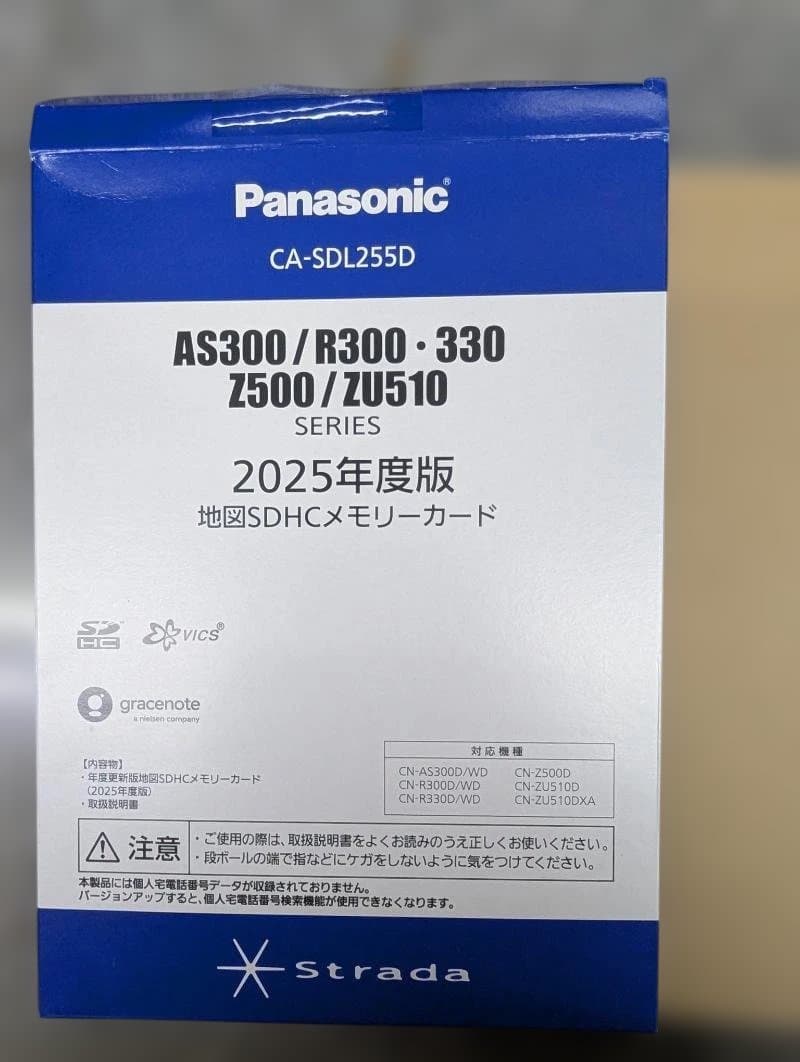 Panasonic®
CA-SDL255D
AS300/R300・330
Z500/ZU510
SERIES
2025年度版
地図SDHCメモリーカード
SD HC
VICS®
gracenote
a nielsen company
【内容物】
・年度更新版地図SDHCメモリーカード
（2025年度版）
・取扱説明書
対応機種
CN-AS300D/WD CN-Z500D
CN-R300D/WD CN-ZU510D
CN-R330D/WD CN-ZU510DXA
注意
・ご使用の際は、取扱説明書をよくお読みのうえ正しくお使いください。
・段ボールの端で指などにケガをしないように気をつけてください。
本製品には個人宅電話番号データが収録されておりません。
バージョンアップすると、個人宅電話番号検索機能が使用できなくなります。
Strada